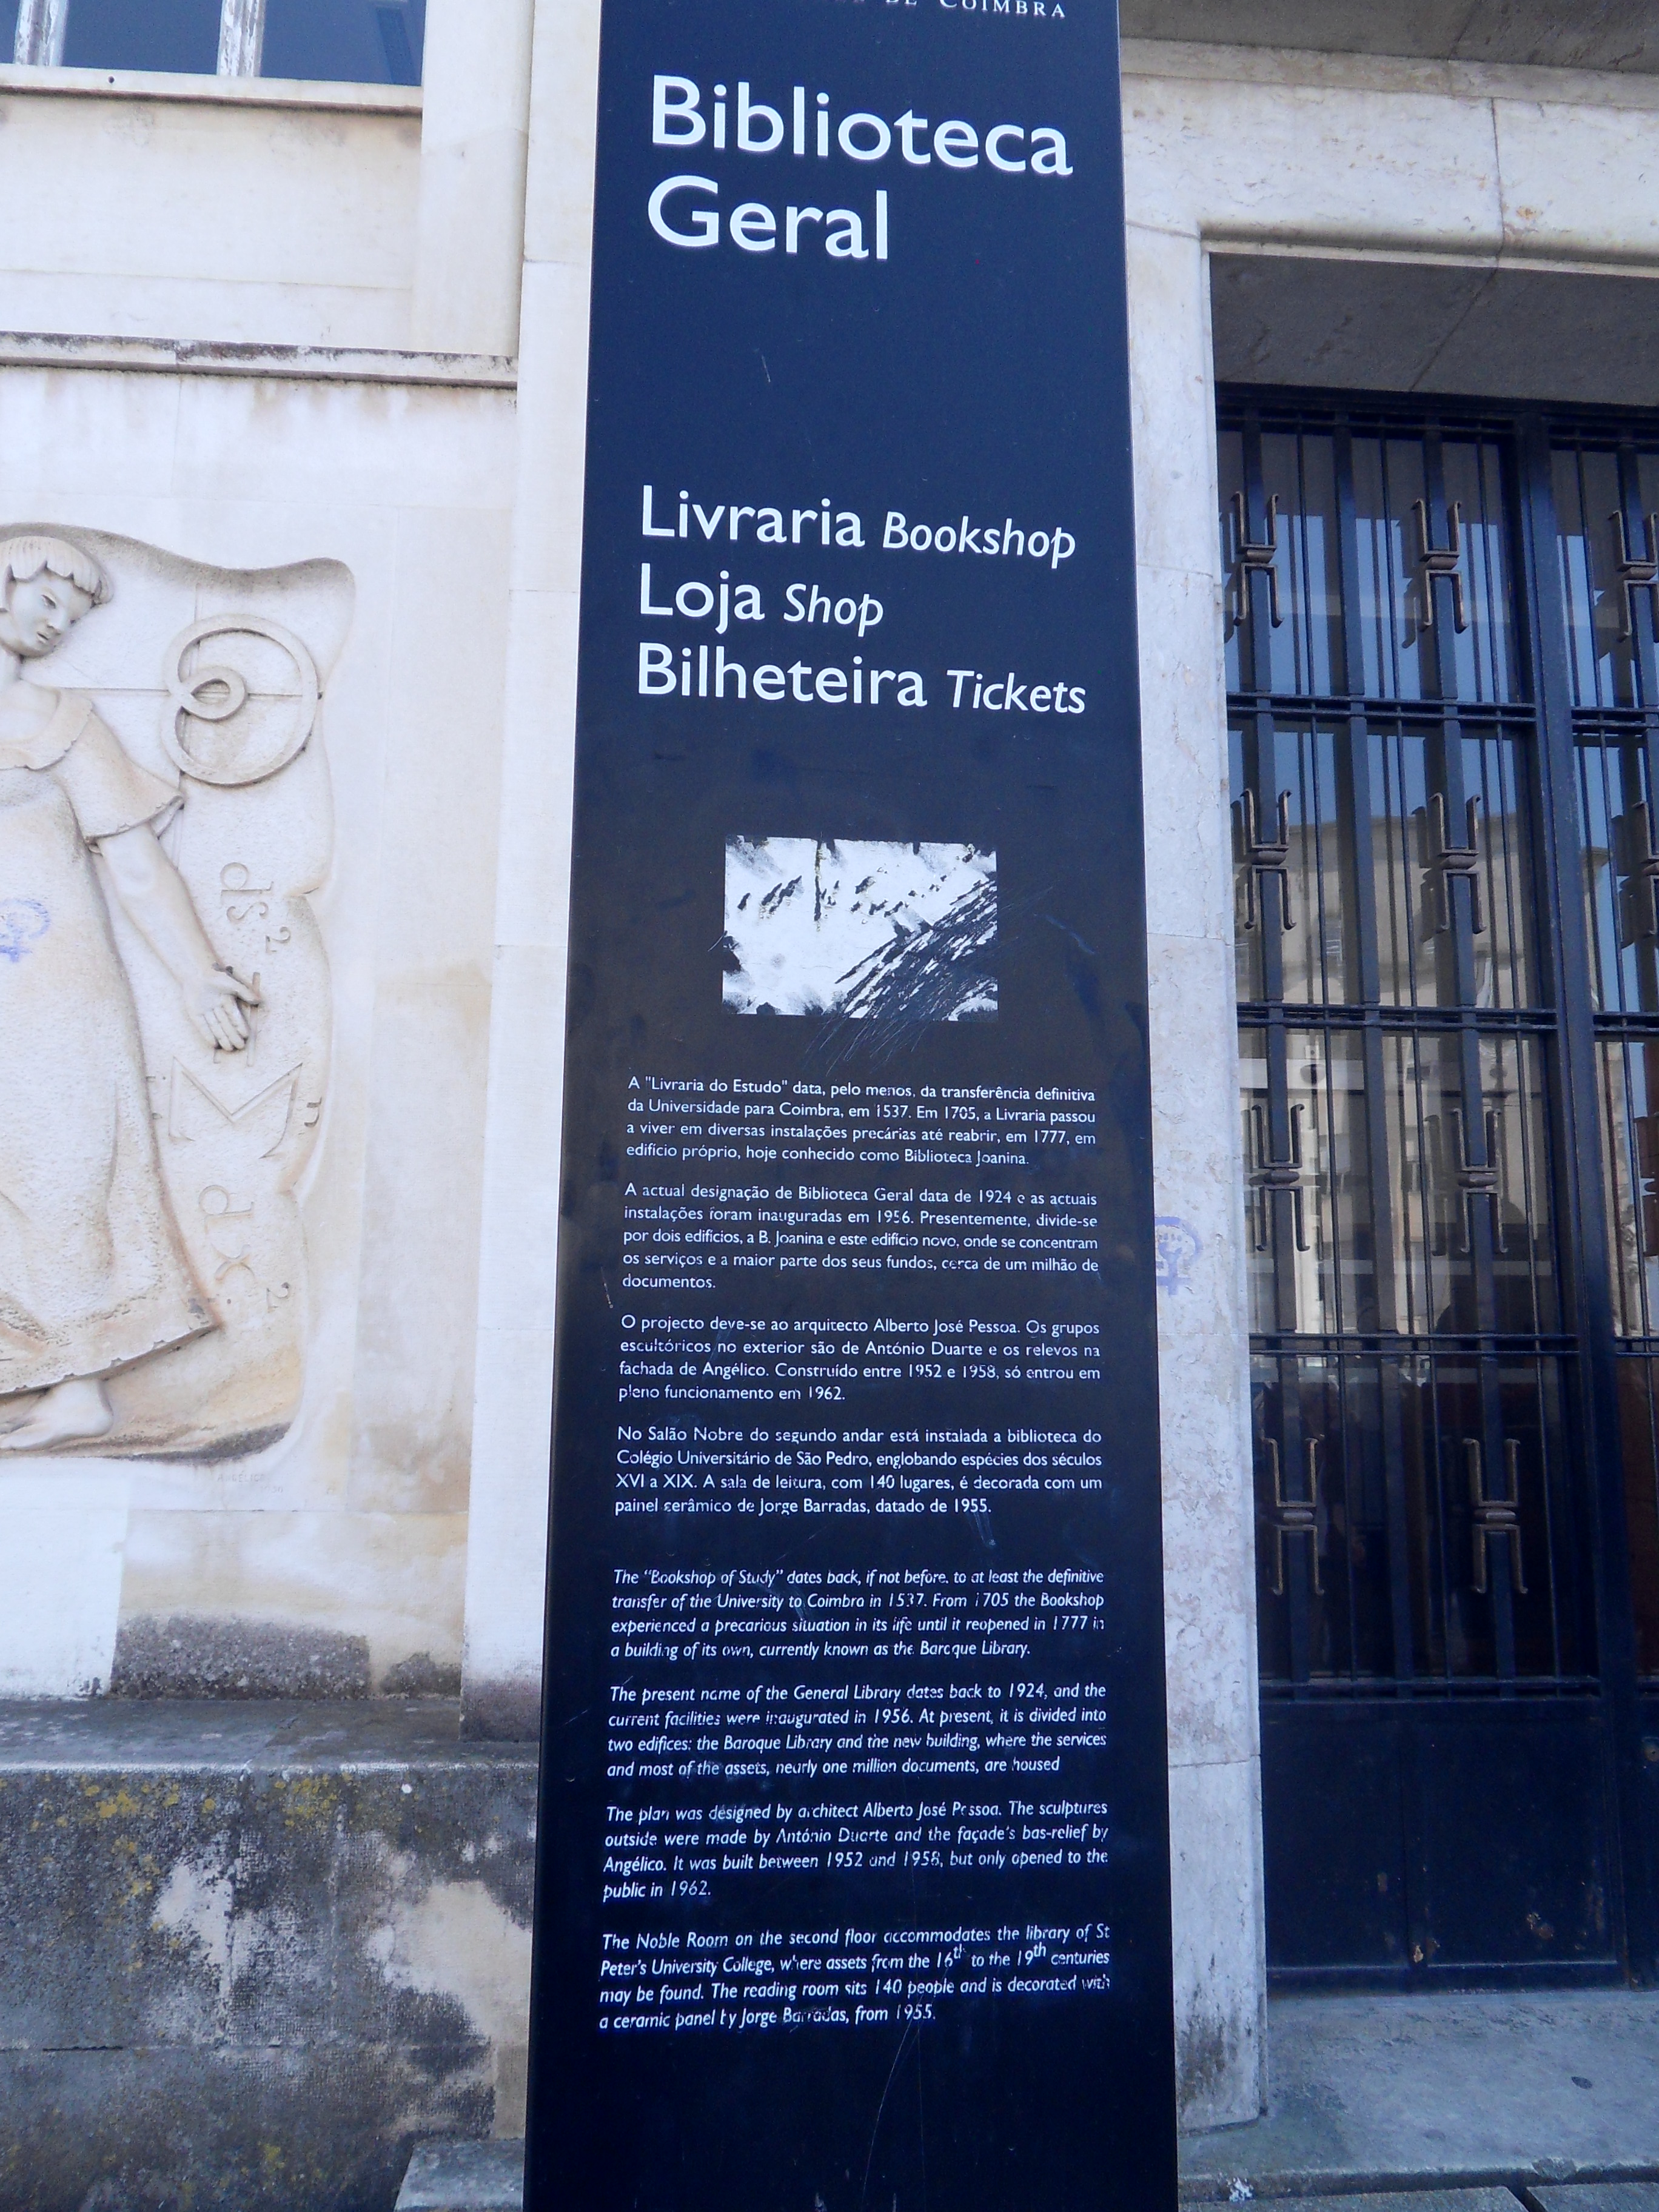 DE COIMBRA
Biblioteca
Geral
Livraria Bookshop
Loja Shop
Bilheteira Tickets
A "Livraria do Estudo" data, pelo menos, da transferência definitiva
da Universidade para Coimbra, em 1537. Em 1705, a Livraria passou
a viver em diversas instalações precárias até reabrir, em 1777, em
edifício próprio, hoje conhecido como Biblioteca Joanina.
A actual designação de Biblioteca Geral data de 1924 e as actuais
instalações foram inauguradas em 1956. Presentemente, divide-se
por dois edifícios, a B. Joanina e este edifício novo, onde se concentram
os serviços e a maior parte dos seus fundos, cerca de um milhão de
documentos.
O projecto deve-se ao arquitecto Alberto José Pessoa. Os grupos
escultóricos no exterior são de António Duarte e os relevos na
fachada de Angélico. Construído entre 1952 e 1958, só entrou em
pleno funcionamento em 1962.
No Salão Nobre do segundo andar está instalada a biblioteca do
Colégio Universitário de São Pedro, englobando espécies dos séculos
XVI a XIX. A sala de leitura, com 140 lugares, é decorada com um
painel cerâmico de Jorge Barradas, datado de 1955.
The "Bookshop of Study" dates back, if not before, to at least the definitive
transfer of the University to Coimbra in 1537. From 1705 the Bookshop
experienced a precarious situation in its life until it reopened in 1777 in
a building of its own, currently known as the Baroque Library.
The present name of the General Library dates back to 1924, and the
current facilities were inaugurated in 1956. At present, it is divided into
two edifices: the Baroque Library and the new building, where the services
and most of the assets, nearly one million documents, are housed
The plan was designed by architect Alberto José Pessoa. The sculptures
outside were made by António Duarte and the façade's bas-relief by
Angélico. It was built between 1952 and 1958, but only opened to the
public in 1962.
The Noble Room on the second floor accommodates the library of St
Peter's University College, where assets from the 16th to the 19th centuries
may be found. The reading room sits 140 people and is decorated with
a ceramic panel by Jorge Barradas, from 1955.
ds²
dx²